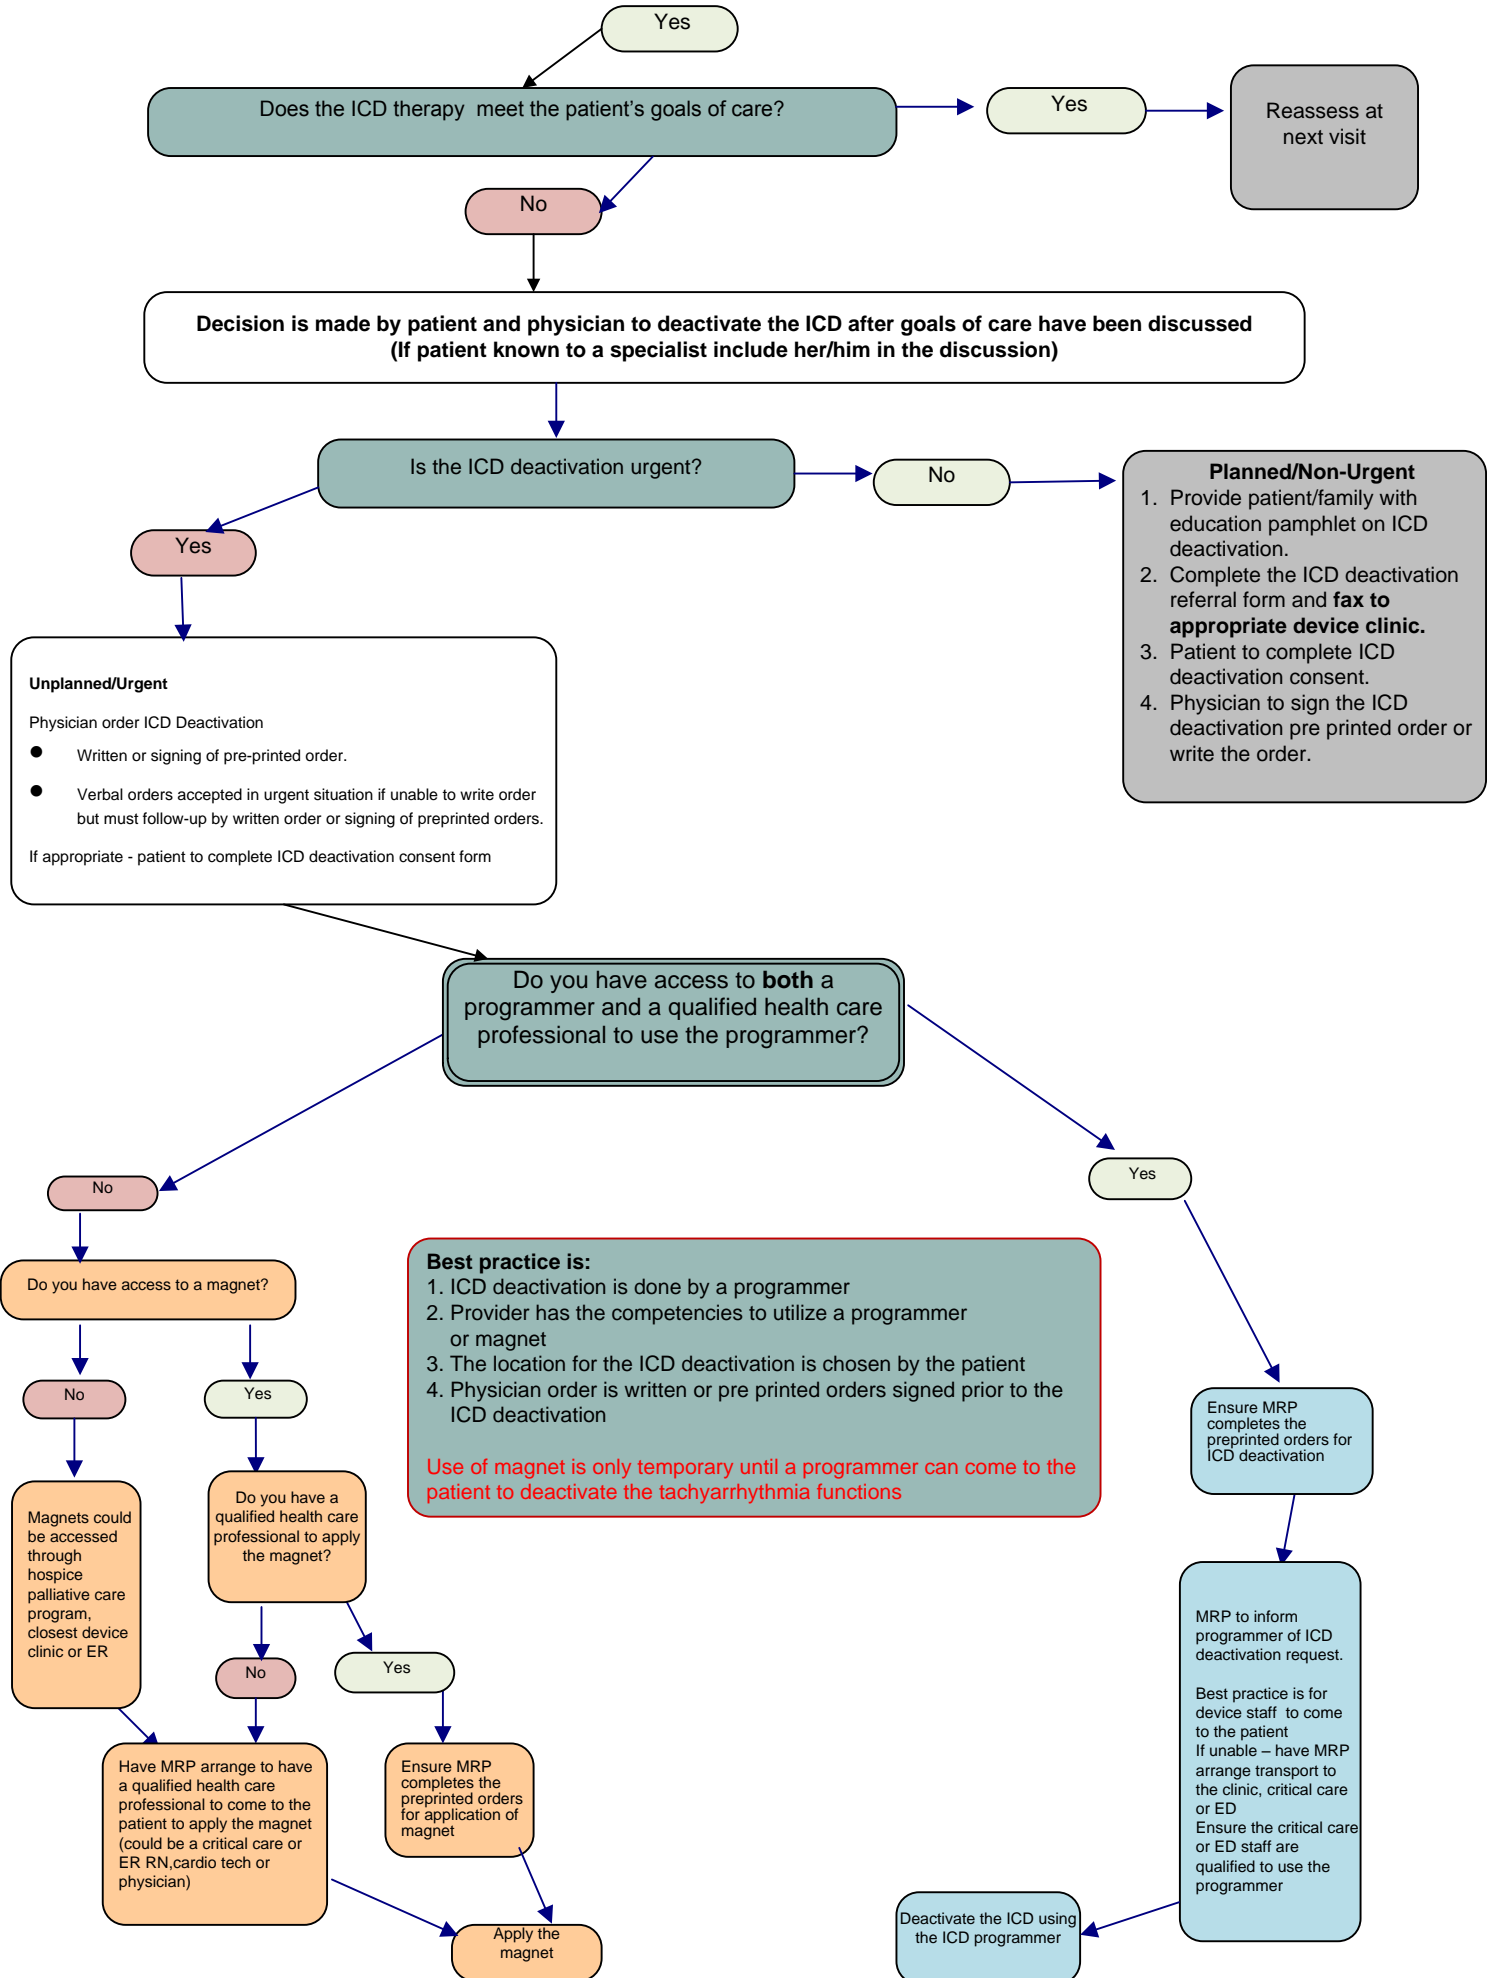 Yes
Does the ICD therapy  meet the patient's goals of care?
Yes
Reassess at
next visit
No
Decision is made by patient and physician to deactivate the ICD after goals of care have been discussed
(If patient known to a specialist include her/him in the discussion)
Is the ICD deactivation urgent?
No
Planned/Non-Urgent
1. Provide patient/family with
education pamphlet on ICD
deactivation.
2. Complete the ICD deactivation
referral form and fax to
appropriate device clinic.
3. Patient to complete ICD
deactivation consent.
4. Physician to sign the ICD
deactivation pre printed order or
write the order.
Yes
Unplanned/Urgent
Physician order ICD Deactivation
● Written or signing of pre-printed order.
● Verbal orders accepted in urgent situation if unable to write order
but must follow-up by written order or signing of preprinted orders.
If appropriate - patient to complete ICD deactivation consent form
Do you have access to both a
programmer and a qualified health care
professional to use the programmer?
No
Yes
Do you have access to a magnet?
No
Yes
Magnets could
be accessed
through
hospice
palliative care
program,
closest device
clinic or ER
Do you have a
qualified health care
professional to apply
the magnet?
No
Yes
Have MRP arrange to have
a qualified health care
professional to come to the
patient to apply the magnet
(could be a critical care or
ER RN,cardio tech or
physician)
Ensure MRP
completes the
preprinted orders
for application of
magnet
Apply the
magnet
Best practice is:
1. ICD deactivation is done by a programmer
2. Provider has the competencies to utilize a programmer
or magnet
3. The location for the ICD deactivation is chosen by the patient
4. Physician order is written or pre printed orders signed prior to the
ICD deactivation
Use of magnet is only temporary until a programmer can come to the
patient to deactivate the tachyarrhythmia functions
Ensure MRP
completes the
preprinted orders for
ICD deactivation
MRP to inform
programmer of ICD
deactivation request.
Best practice is for
device staff  to come
to the patient
If unable – have MRP
arrange transport to
the clinic, critical care
or ED
Ensure the critical care
or ED staff are
qualified to use the
programmer
Deactivate the ICD using
the ICD programmer